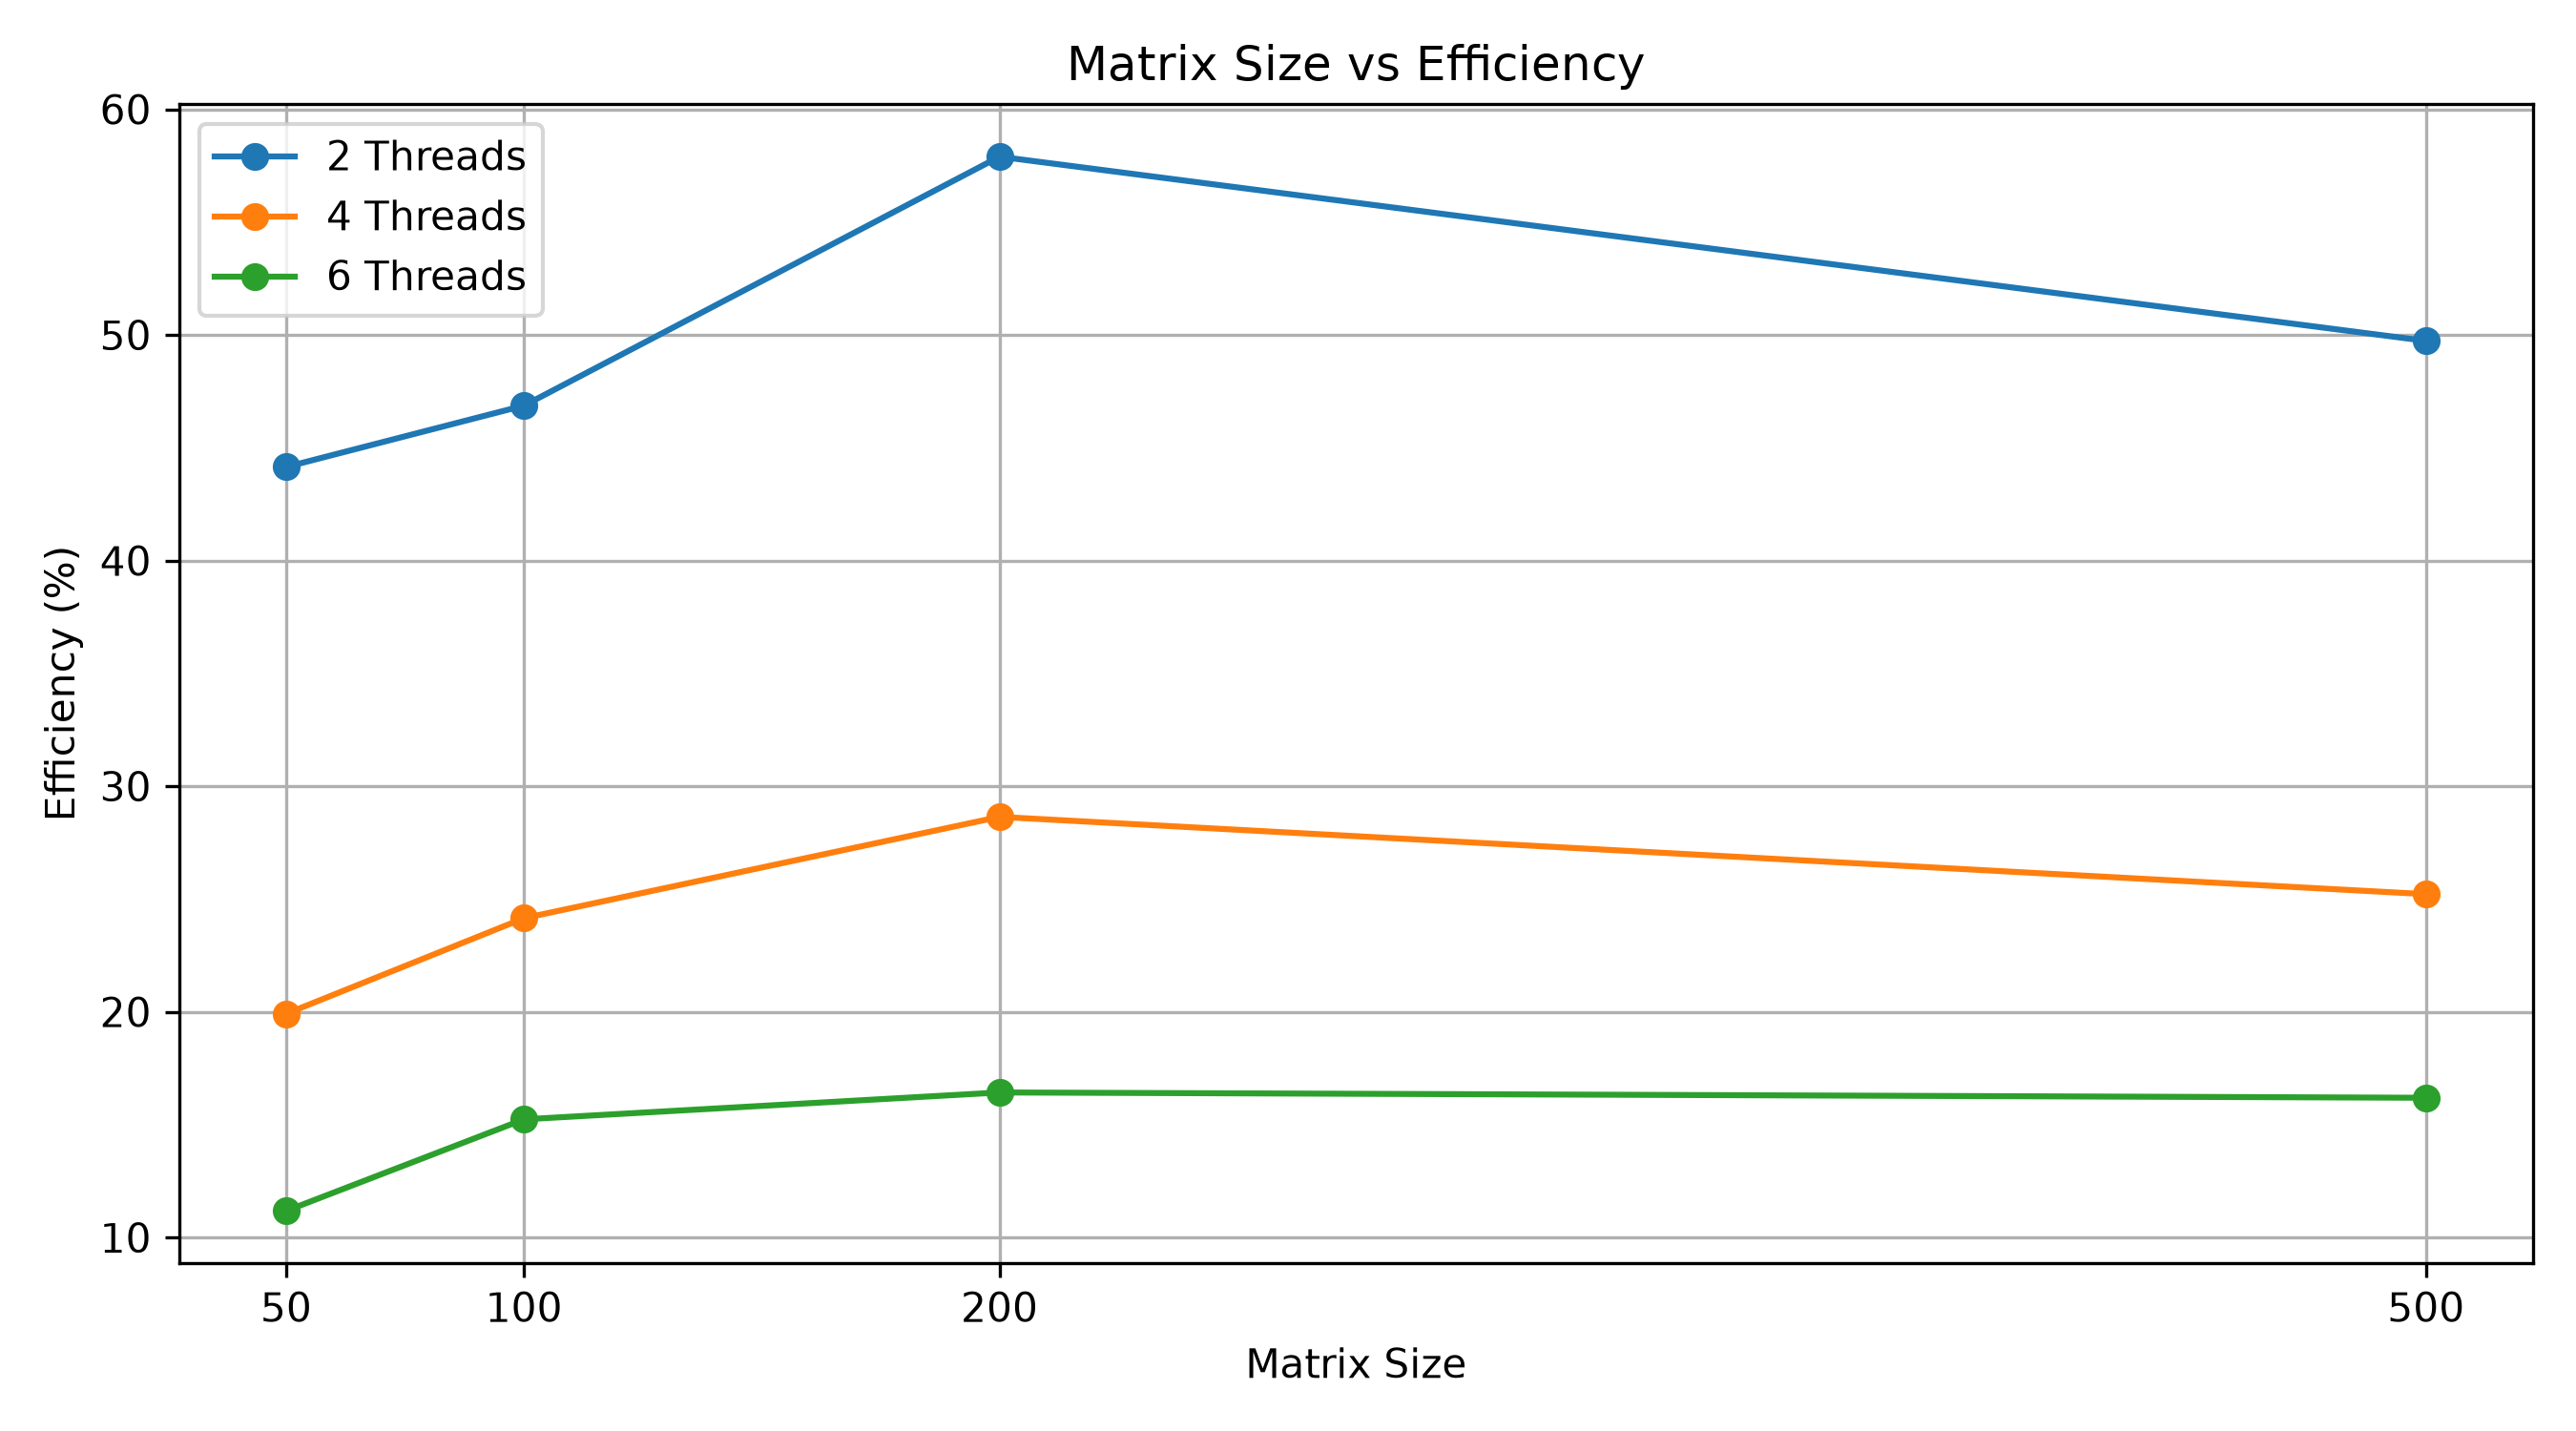 Matrix Size vs Efficiency
2 Threads
4 Threads
6 Threads
Efficiency (%)
60
50
40
30
20
10
50 100 200 500
Matrix Size